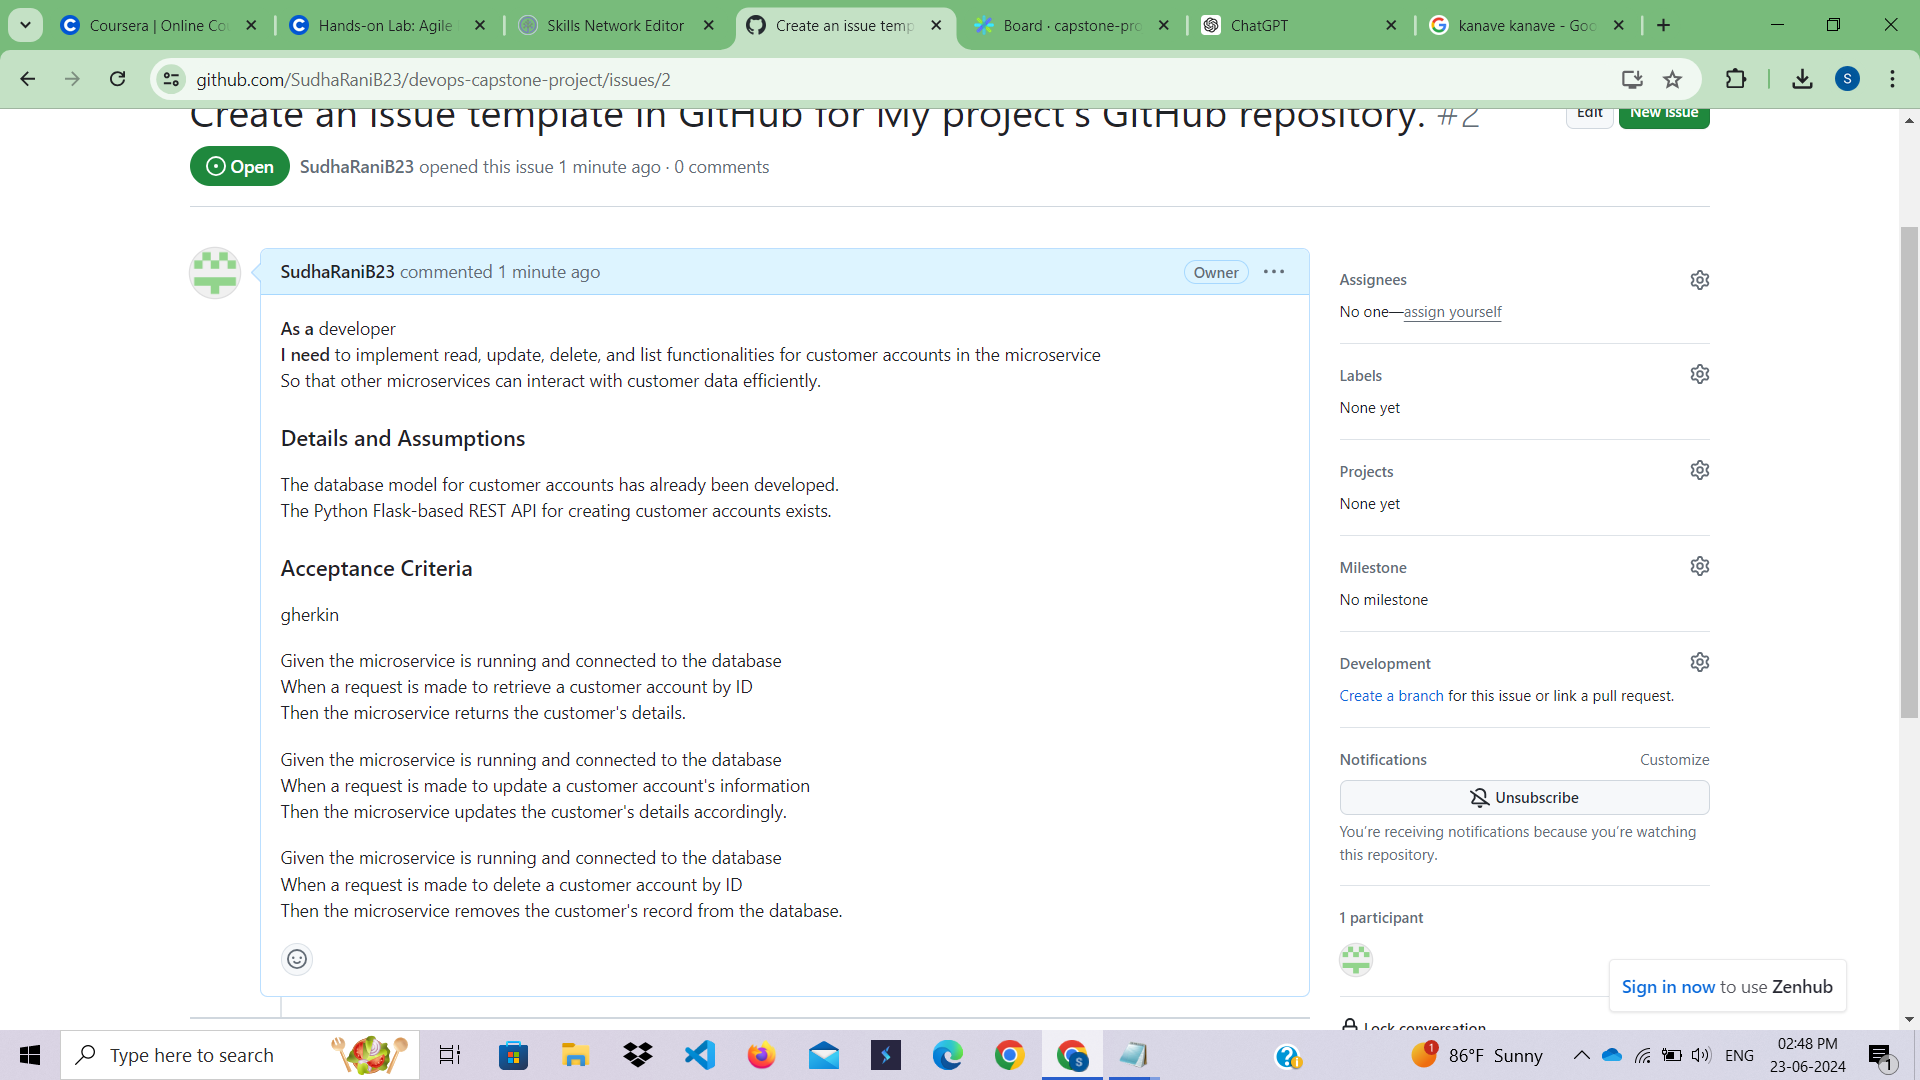 Coursera | Online Co
Hands-on Lab: Agile
Skills Network Editor
Create an issue temp
Board · capstone-pro
ChatGPT
kanave kanave - Goo
github.com/SudhaRaniB23/devops-capstone-project/issues/2
S
Create an issue template in GitHub for My project's GitHub repository. #2
Edit
New issue
Open
SudhaRaniB23 opened this issue 1 minute ago · 0 comments
SudhaRaniB23 commented 1 minute ago
Owner
As a developer
I need to implement read, update, delete, and list functionalities for customer accounts in the microservice
So that other microservices can interact with customer data efficiently.
Details and Assumptions
The database model for customer accounts has already been developed.
The Python Flask-based REST API for creating customer accounts exists.
Acceptance Criteria
gherkin
Given the microservice is running and connected to the database
When a request is made to retrieve a customer account by ID
Then the microservice returns the customer's details.
Given the microservice is running and connected to the database
When a request is made to update a customer account's information
Then the microservice updates the customer's details accordingly.
Given the microservice is running and connected to the database
When a request is made to delete a customer account by ID
Then the microservice removes the customer's record from the database.
Assignees
No one—assign yourself
Labels
None yet
Projects
None yet
Milestone
No milestone
Development
Create a branch for this issue or link a pull request.
Notifications
Customize
Unsubscribe
You're receiving notifications because you're watching
this repository.
1 participant
Sign in now to use Zenhub
Lock conversation
Type here to search
S
1
86°F Sunny
ENG
02:48 PM
23-06-2024
1